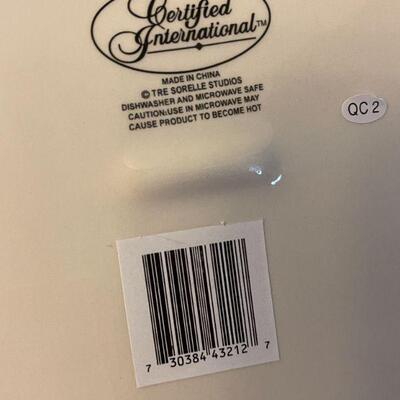 Certified
International™
MADE IN CHINA
© TRE SORELLE STUDIOS
DISHWASHER AND MICROWAVE SAFE
CAUTION:USE IN MICROWAVE MAY
CAUSE PRODUCT TO BECOME HOT
QC 2
7 30384 43212 7